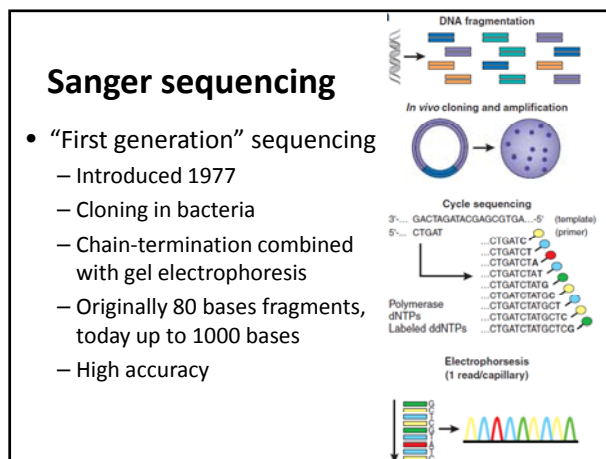 Sanger sequencing
• “First generation” sequencing
– Introduced 1977
– Cloning in bacteria
– Chain-termination combined
with gel electrophoresis
– Originally 80 bases fragments,
today up to 1000 bases
– High accuracy
DNA fragmentation
In vivo cloning and amplification
Cycle sequencing
3'-... GACTAGATACGAGCGTGA...-5' (template)
5'-... CTGAT (primer)
...CTGATC
...CTGATCT
...CTGATCTA
...CTGATCTAT
...CTGATCTATG
...CTGATCTATGC
...CTGATCTATGCT
...CTGATCTATGCTC
...CTGATCTATGCTCG
Polymerase
dNTPs
Labeled ddNTPs
Electrophorsesis
(1 read/capillary)
G
C
T
C
G
T
A
T